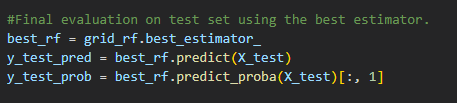 #Final evaluation on test set using the best estimator.
best_rf = grid_rf.best_estimator_
y_test_pred = best_rf.predict(X_test)
y_test_prob = best_rf.predict_proba(X_test)[:, 1]